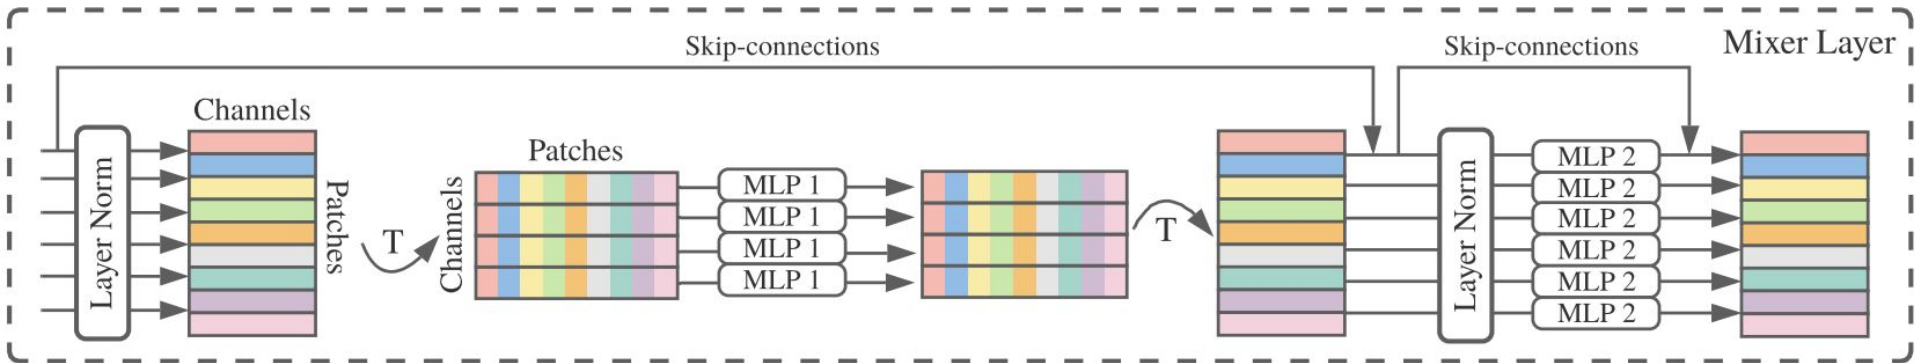 Skip-connections
Skip-connections
Mixer Layer
Channels
Layer Norm
Patches
T
Patches
Channels
MLP 1
MLP 1
MLP 1
MLP 1
T
Layer Norm
MLP 2
MLP 2
MLP 2
MLP 2
MLP 2
MLP 2